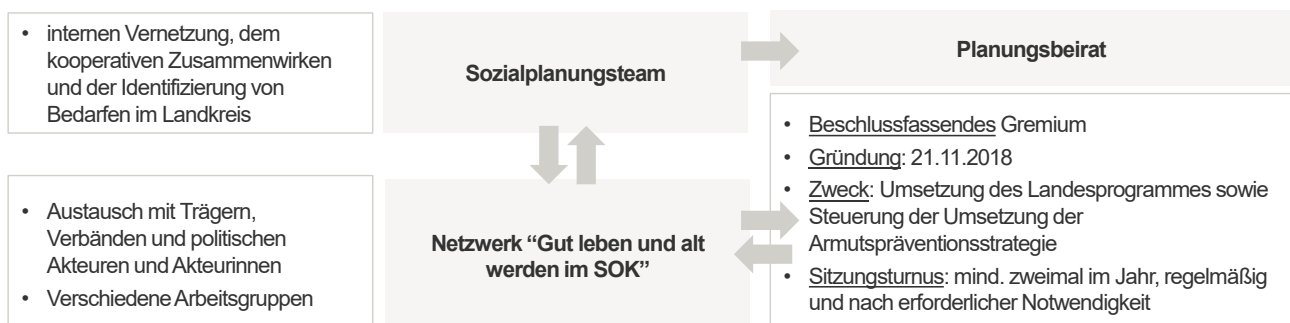 • internen Vernetzung, dem
kooperativen Zusammenwirken
und der Identifizierung von
Bedarfen im Landkreis
Sozialplanungsteam
Planungsbeirat
• Austausch mit Trägern,
Verbänden und politischen
Akteuren und Akteurinnen
• Verschiedene Arbeitsgruppen
Netzwerk “Gut leben und alt
werden im SOK”
• Beschlussfassendes Gremium
• Gründung: 21.11.2018
• Zweck: Umsetzung des Landesprogrammes sowie
Steuerung der Umsetzung der
Armutspräventionsstrategie
• Sitzungsturnus: mind. zweimal im Jahr, regelmäßig
und nach erforderlicher Notwendigkeit